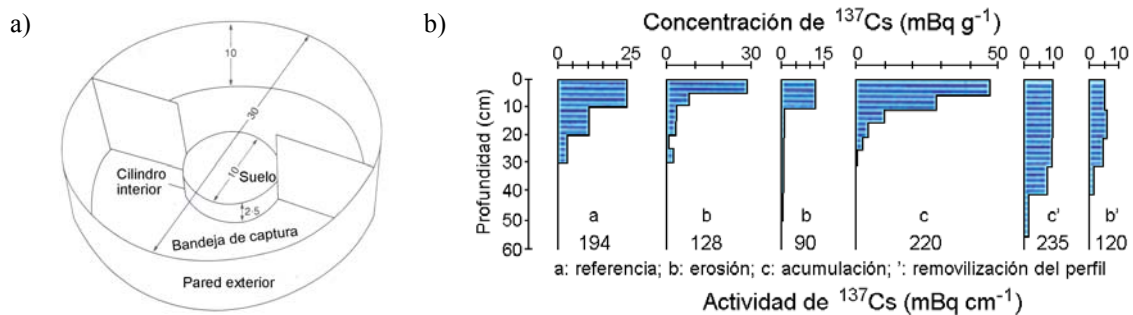 a)
10
30
10
Suelo
Cilindro
interior
2·5
Bandeja de captura
Pared exterior
b)
Concentración de ¹³⁷Cs (mBq g⁻¹)
0 25 0 29 0 15 0 50 0 10 0 10
Profundidad (cm)
0
10
20
30
40
50
60
a b b c c' b'
194 128 90 220 235 120
a: referencia; b: erosión; c: acumulación; ': removilización del perfil
Actividad de ¹³⁷Cs (mBq cm⁻¹)